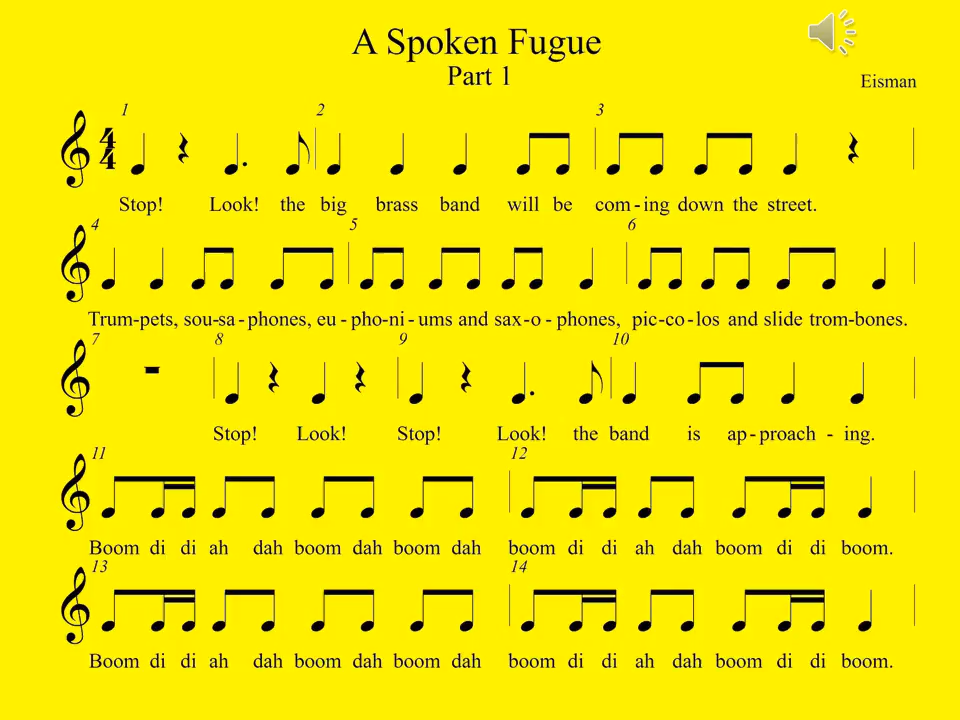 A Spoken Fugue
Part 1
Eisman
1 2 3
4
4
Stop! Look! the big brass band will be com - ing down the street.
4 5 6
Trum-pets, sou-sa - phones, eu - pho-ni - ums and sax-o - phones, pic-co - los and slide trom-bones.
7 8 9 10
Stop! Look! Stop! Look! the band is ap - proach - ing.
11 12
Boom di di ah dah boom dah boom dah boom di di ah dah boom di di boom.
13 14
Boom di di ah dah boom dah boom dah boom di di ah dah boom di di boom.